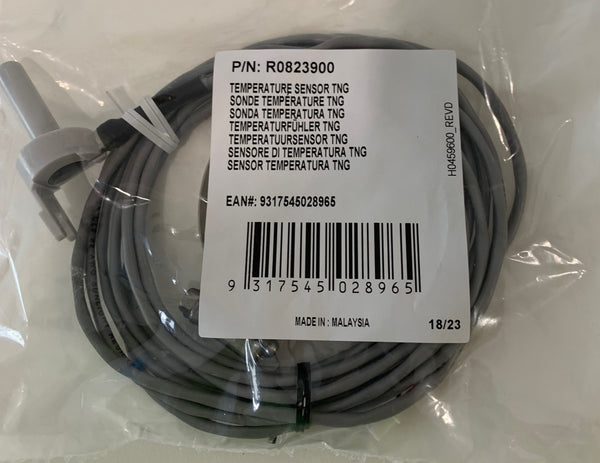 P/N: R0823900
TEMPERATURE SENSOR TNG
SONDE TEMPÉRATURE TNG
SONDA TEMPERATURA TNG
TEMPERATURFÜHLER TNG
TEMPERATUURSENSOR TNG
SENSORE DI TEMPERATURA TNG
SENSOR TEMPERATURA TNG
EAN#: 9317545028965
9 317545 028965
MADE IN : MALAYSIA
18/23
H0459600_REVD